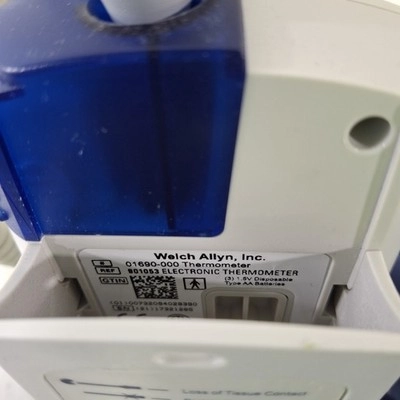 Welch Allyn, Inc.
# 01690-000 Thermometer
REF 901053 ELECTRONIC THERMOMETER
GTIN
(3) 1.5V Disposable
Type AA Batteries
Loss of Tissue Contact